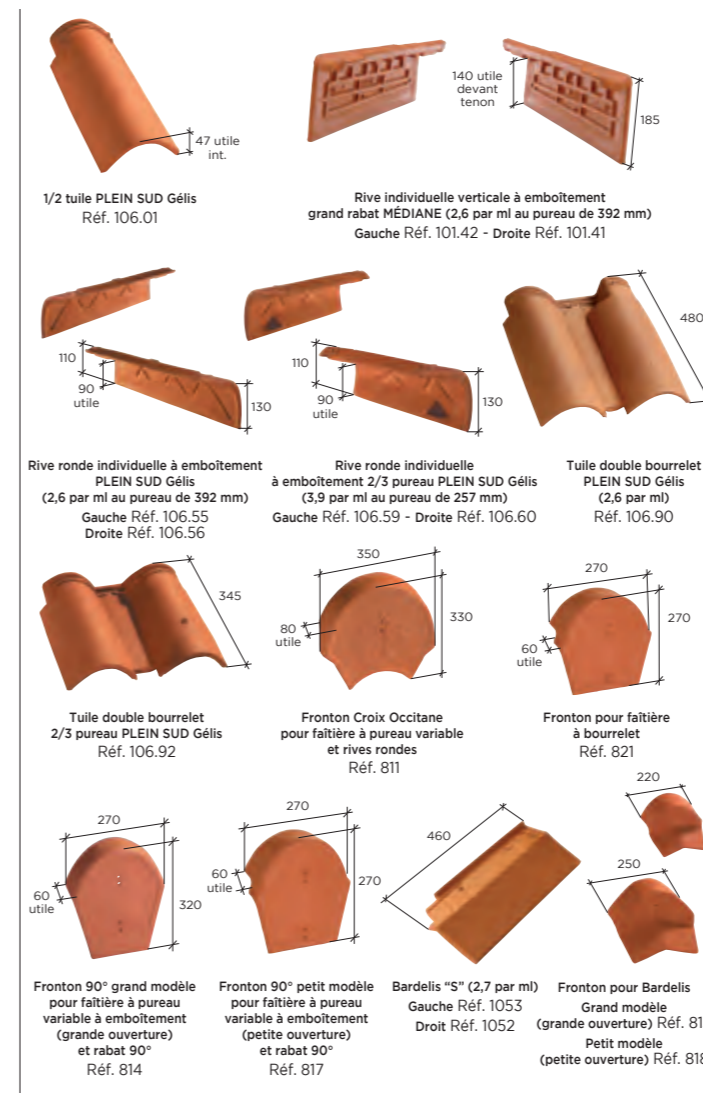 47 utile
int.
1/2 tuile PLEIN SUD Gélis
Réf. 106.01
140 utile
devant
tenon
185
Rive individuelle verticale à emboîtement
grand rabat MÉDIANE (2,6 par ml au pureau de 392 mm)
Gauche Réf. 101.42 - Droite Réf. 101.41
110
90
utile
130
Rive ronde individuelle à emboîtement
PLEIN SUD Gélis
(2,6 par ml au pureau de 392 mm)
Gauche Réf. 106.55
Droite Réf. 106.56
110
90
utile
130
Rive ronde individuelle
à emboîtement 2/3 pureau PLEIN SUD Gélis
(3,9 par ml au pureau de 257 mm)
Gauche Réf. 106.59 - Droite Réf. 106.60
480
Tuile double bourrelet
PLEIN SUD Gélis
(2,6 par ml)
Réf. 106.90
345
Tuile double bourrelet
2/3 pureau PLEIN SUD Gélis
Réf. 106.92
350
330
80
utile
Fronton Croix Occitane
pour faîtière à pureau variable
et rives rondes
Réf. 811
270
270
60
utile
Fronton pour faîtière
à bourrelet
Réf. 821
270
60
utile
320
Fronton 90° grand modèle
pour faîtière à pureau
variable à emboîtement
(grande ouverture)
et rabat 90°
Réf. 814
270
60
utile
270
Fronton 90° petit modèle
pour faîtière à pureau
variable à emboîtement
(petite ouverture)
et rabat 90°
Réf. 817
460
Bardelis “S” (2,7 par ml)
Gauche Réf. 1053
Droit Réf. 1052
220
250
Fronton pour Bardelis
Grand modèle
(grande ouverture) Réf. 81
Petit modèle
(petite ouverture) Réf. 818